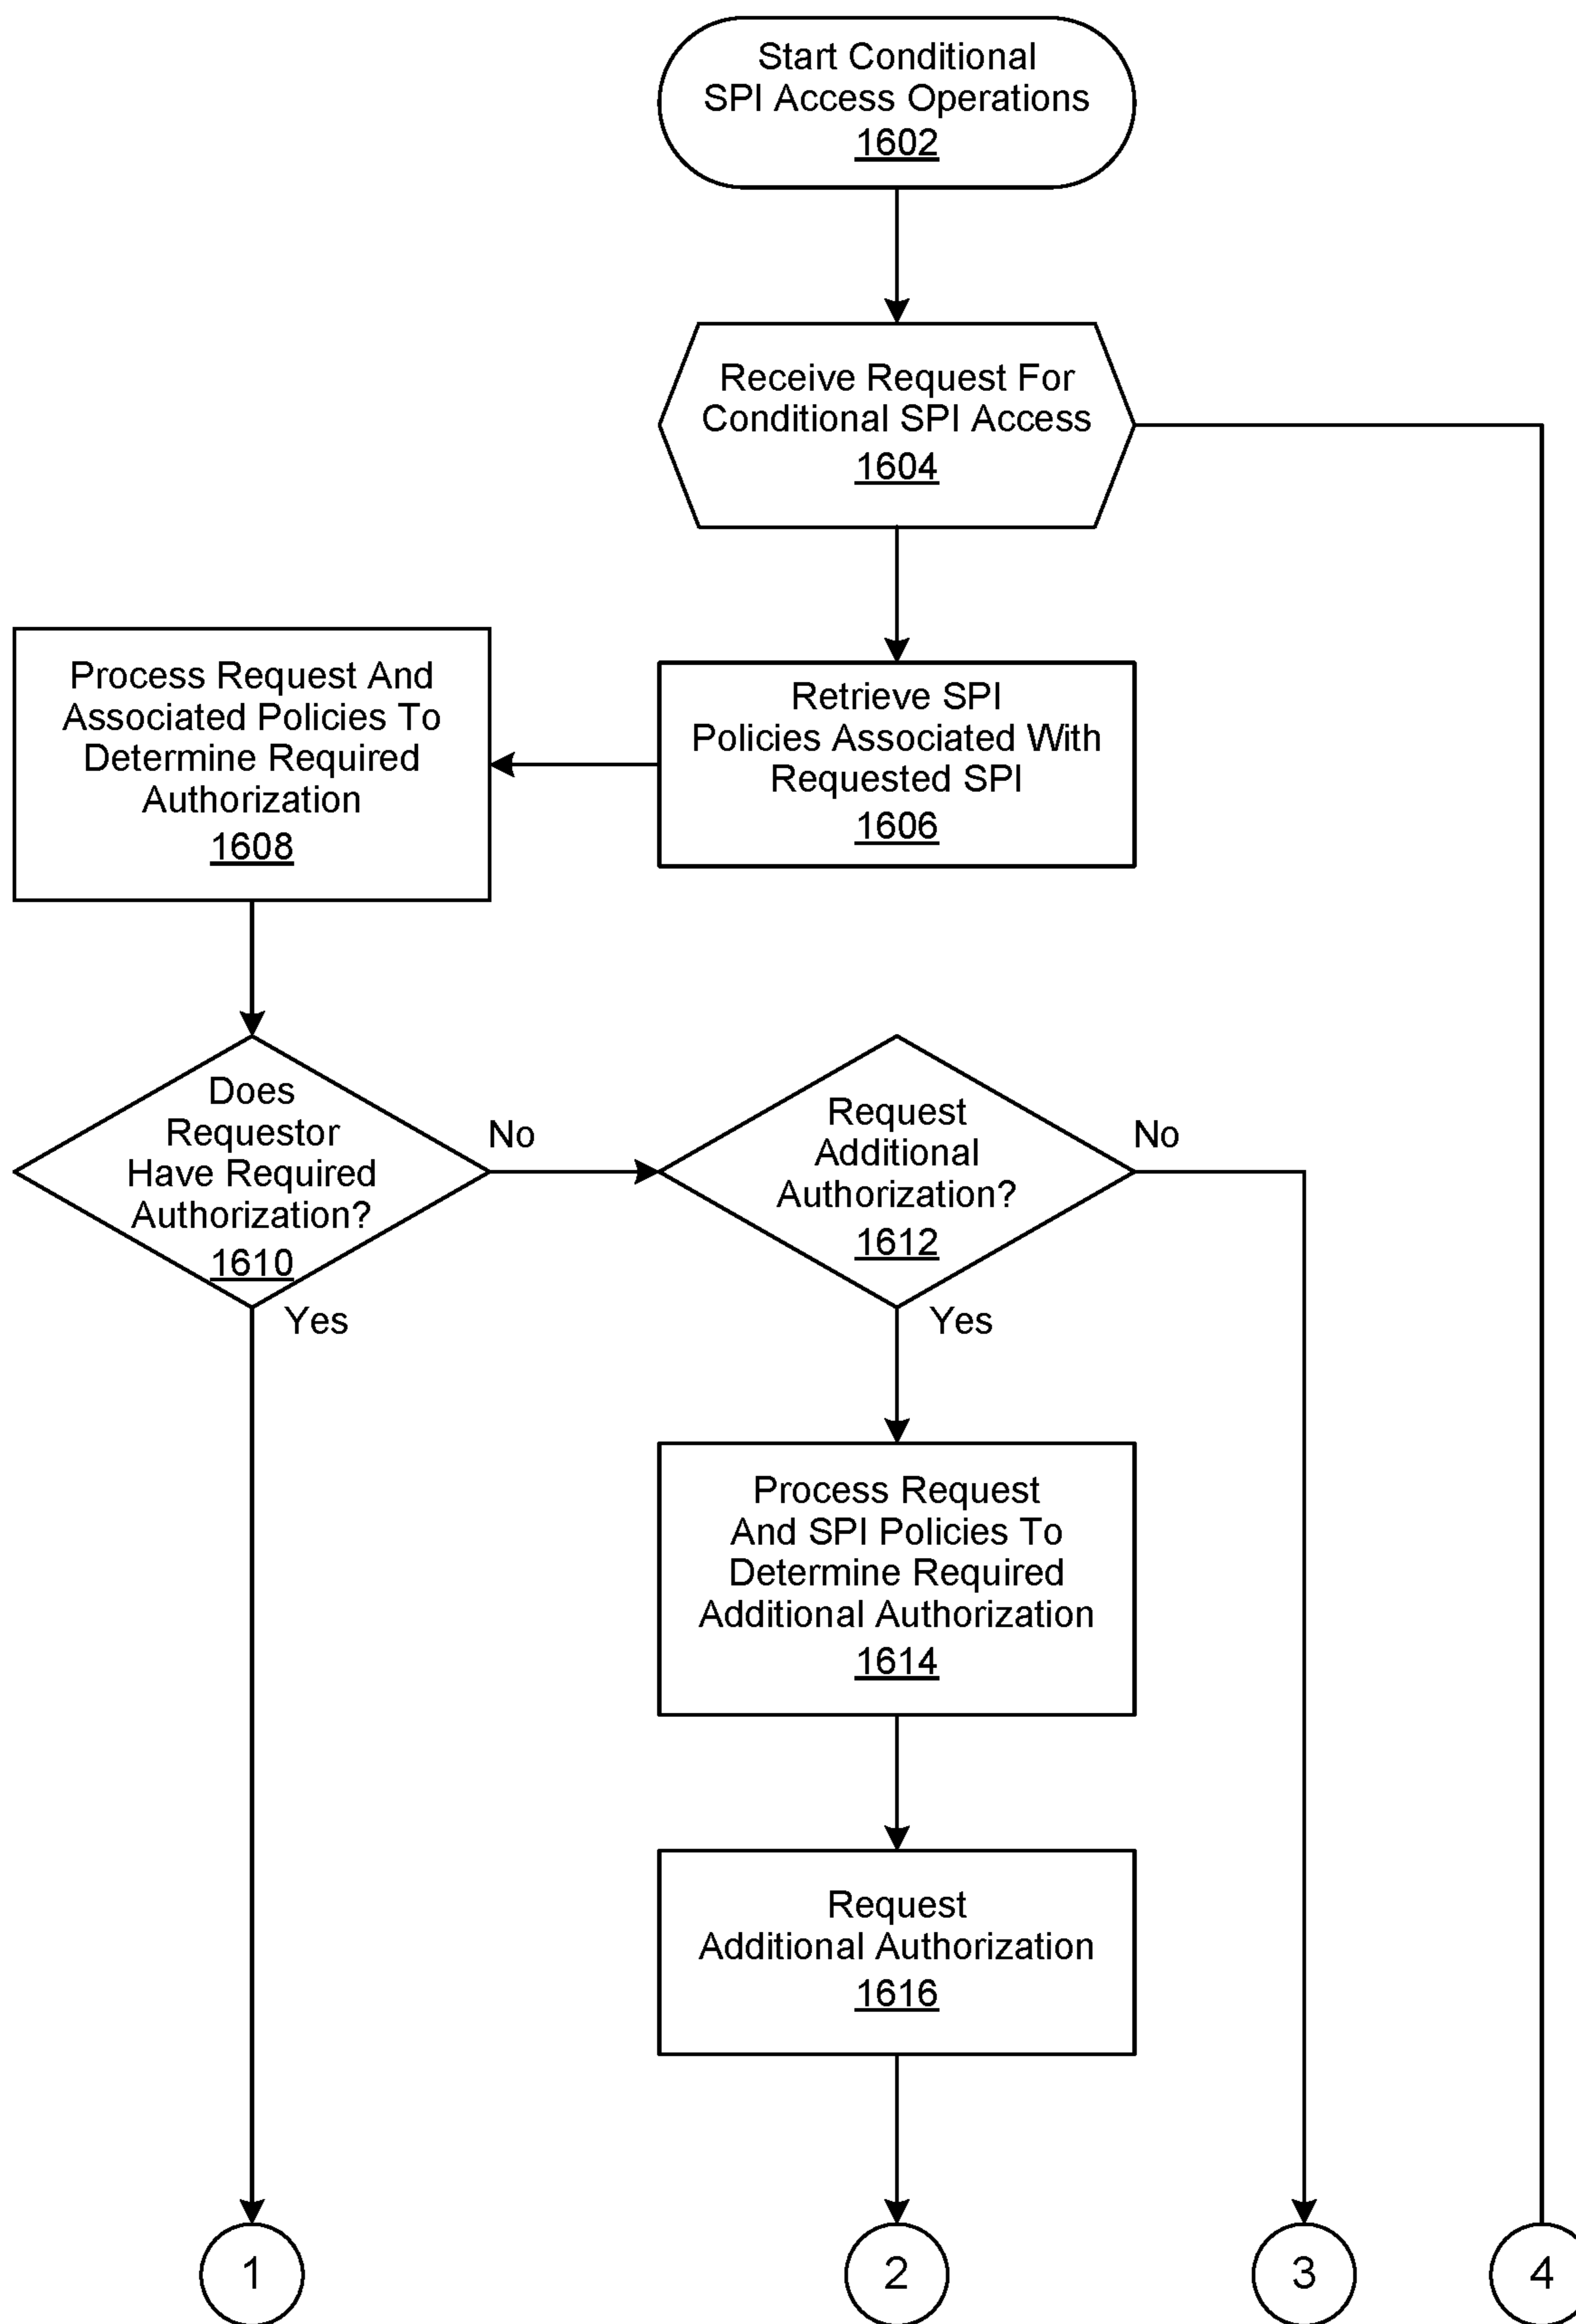 Start Conditional
SPI Access Operations
1602
Receive Request For
Conditional SPI Access
1604
Retrieve SPI
Policies Associated With
Requested SPI
1606
Process Request And
Associated Policies To
Determine Required
Authorization
1608
Does
Requestor
Have Required
Authorization?
1610
No
Yes
Request
Additional
Authorization?
1612
No
Yes
Process Request
And SPI Policies To
Determine Required
Additional Authorization
1614
Request
Additional Authorization
1616
1
2
3
4